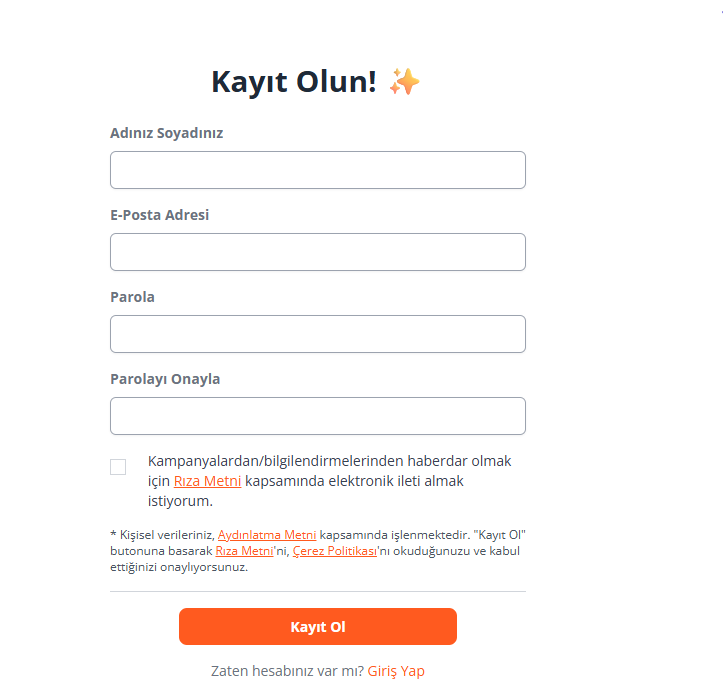 Kayıt Olun! ✨
Adınız Soyadınız
E-Posta Adresi
Parola
Parolayı Onayla
Kampanyalardan/bilgilendirmelerinden haberdar olmak
için Rıza Metni kapsamında elektronik ileti almak
istiyorum.
* Kişisel verileriniz, Aydınlatma Metni kapsamında işlenmektedir. "Kayıt Ol"
butonuna basarak Rıza Metni'ni, Çerez Politikası'nı okuduğunuzu ve kabul
ettiğinizi onaylıyorsunuz.
Kayıt Ol
Zaten hesabınız var mı? Giriş Yap